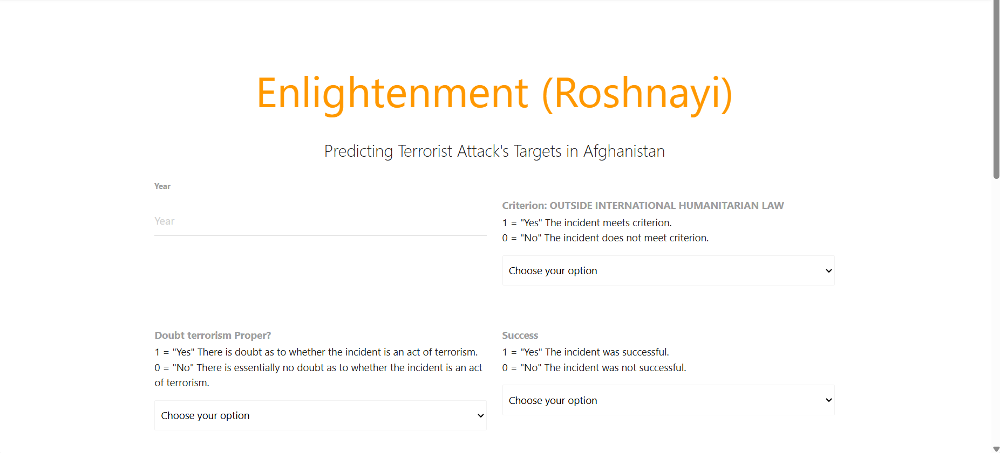 Enlightenment (Roshnayi)
Predicting Terrorist Attack's Targets in Afghanistan
Year
Year
Criterion: OUTSIDE INTERNATIONAL HUMANITARIAN LAW
1 = "Yes" The incident meets criterion.
0 = "No" The incident does not meet criterion.
Choose your option
Doubt terrorism Proper?
1 = "Yes" There is doubt as to whether the incident is an act of terrorism.
0 = "No" There is essentially no doubt as to whether the incident is an act
of terrorism.
Choose your option
Success
1 = "Yes" The incident was successful.
0 = "No" The incident was not successful.
Choose your option